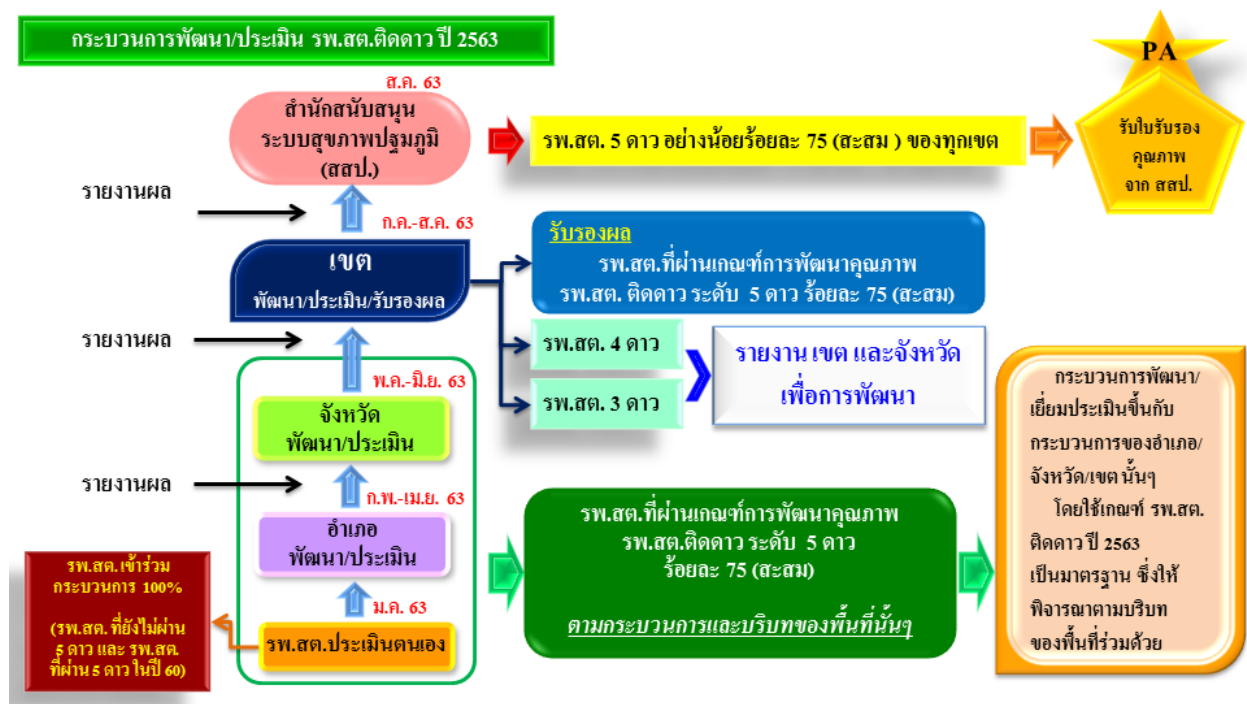 กระบวนการพัฒนา/ประเมิน รพ.สต.ติดดาว ปี 2563
ส.ค. 63
สำนักสนับสนุน
ระบบสุขภาพปฐมภูมิ
(สสป.)
รพ.สต. 5 ดาว อย่างน้อยร้อยละ 75 (สะสม ) ของทุกเขต
PA
รับใบรับรอง
คุณภาพ
จาก สสป.
รายงานผล
ก.ค.-ส.ค. 63
เขต
พัฒนา/ประเมิน/รับรองผล
รับรองผล
รพ.สต.ที่ผ่านเกณฑ์การพัฒนาคุณภาพ
รพ.สต. ติดดาว ระดับ 5 ดาว ร้อยละ 75 (สะสม)
รพ.สต. 4 ดาว
รพ.สต. 3 ดาว
รายงาน เขต และจังหวัด
เพื่อการพัฒนา
รายงานผล
พ.ค.-มิ.ย. 63
จังหวัด
พัฒนา/ประเมิน
รายงานผล
ก.พ.-เม.ย. 63
อำเภอ
พัฒนา/ประเมิน
ม.ค. 63
รพ.สต.ประเมินตนเอง
รพ.สต. เข้าร่วม
กระบวนการ 100%
(รพ.สต. ที่ยังไม่ผ่าน
5 ดาว และ รพ.สต.
ที่ผ่าน 5 ดาว ในปี 60)
รพ.สต.ที่ผ่านเกณฑ์การพัฒนาคุณภาพ
รพ.สต.ติดดาว ระดับ 5 ดาว
ร้อยละ 75 (สะสม)
ตามกระบวนการและบริบทของพื้นที่นั้นๆ
กระบวนการพัฒนา/
เยี่ยมประเมินขึ้นกับ
กระบวนการของอำเภอ/
จังหวัด/เขต นั้นๆ
โดยใช้เกณฑ์ รพ.สต.
ติดดาว ปี 2563
เป็นมาตรฐาน ซึ่งให้
พิจารณาตามบริบท
ของพื้นที่ร่วมด้วย